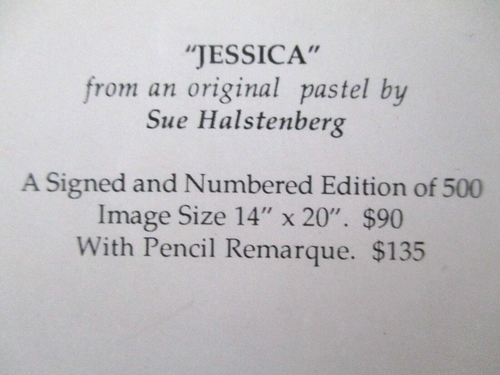 “JESSICA”
from an original pastel by
Sue Halstenberg
A Signed and Numbered Edition of 500
Image Size 14” x 20”. $90
With Pencil Remarque. $135